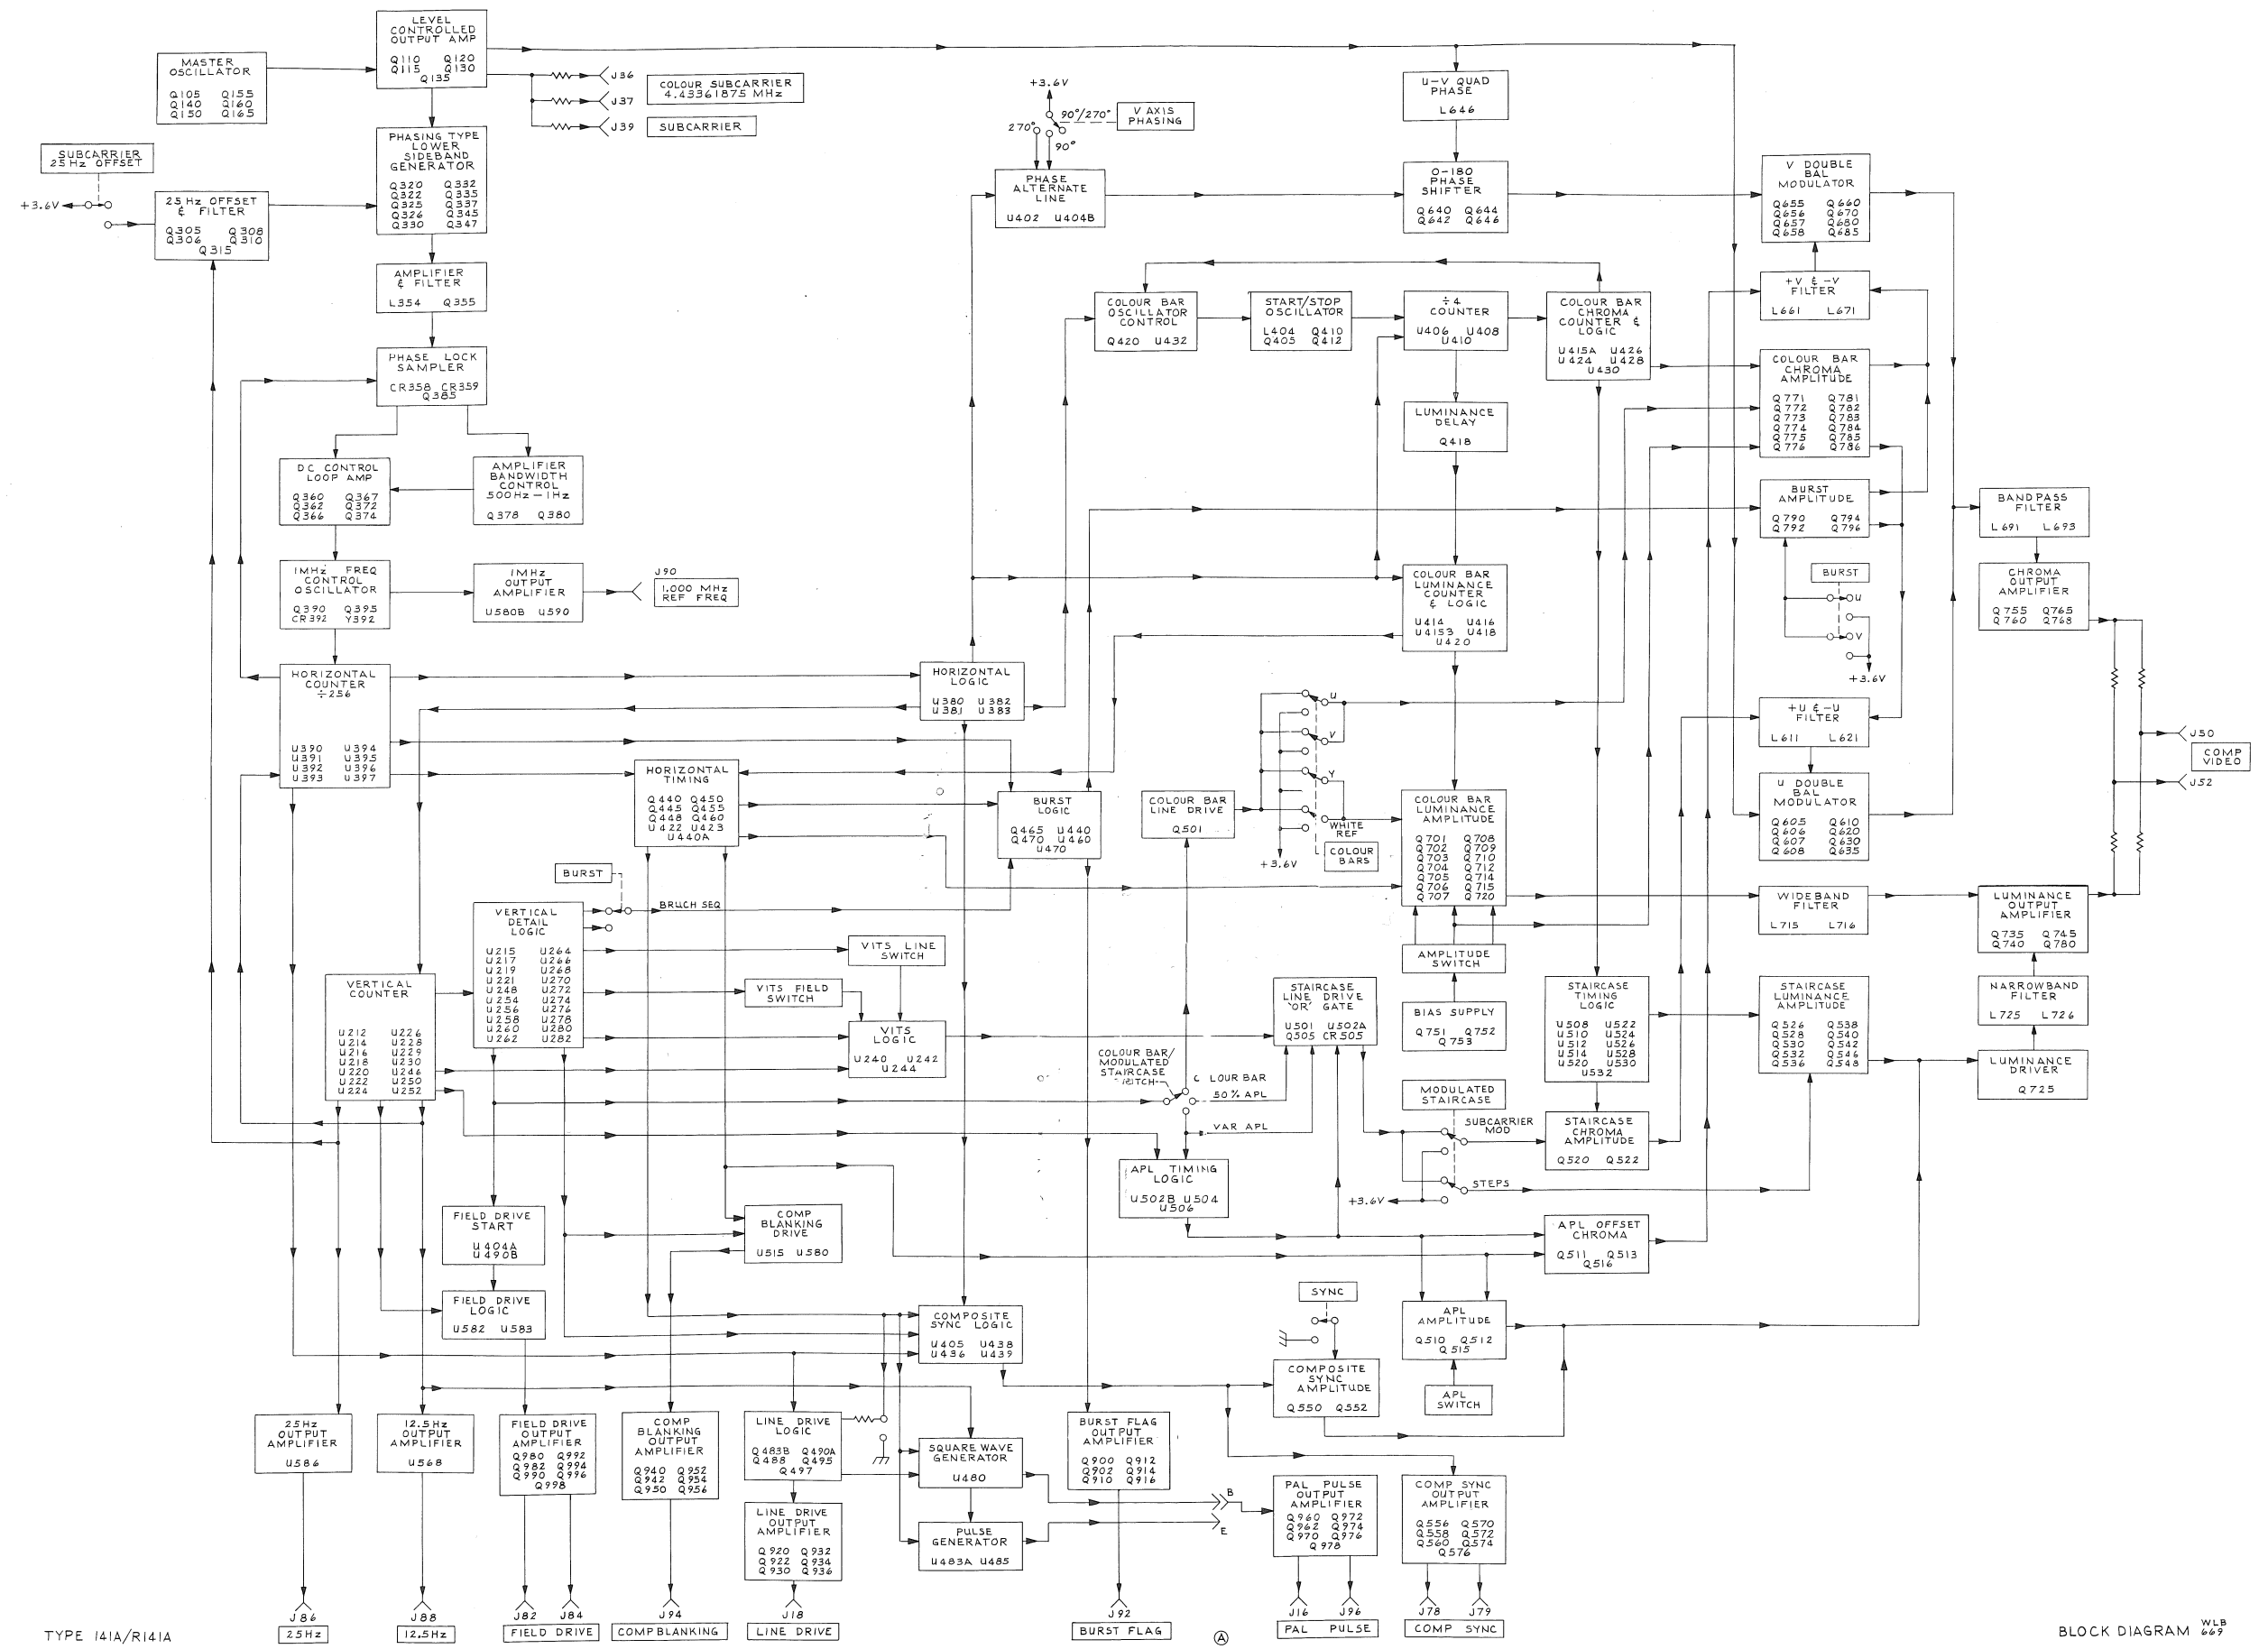 LEVEL
CONTROLLED
OUTPUT AMP
Q110 Q120
Q115 Q130
Q135
MASTER
OSCILLATOR
Q105 Q155
Q140 Q160
Q150 Q165
J36
J37
J39
COLOUR SUBCARRIER
4.43361875 MHz
SUBCARRIER
PHASING TYPE
LOWER
SIDEBAND
GENERATOR
Q320 Q332
Q322 Q335
Q325 Q337
Q326 Q345
Q330 Q347
SUBCARRIER
25Hz OFFSET
+3.6V
25Hz OFFSET
& FILTER
Q305 Q308
Q306 Q310
Q315
AMPLIFIER
& FILTER
L354 Q355
PHASE LOCK
SAMPLER
CR358 CR359
Q385
DC CONTROL
LOOP AMP
Q360 Q367
Q362 Q372
Q366 Q374
AMPLIFIER
BANDWIDTH
CONTROL
500Hz – 1Hz
Q378 Q380
1MHz FREQ
CONTROL
OSCILLATOR
Q390 Q395
CR392 Y392
1MHz
OUTPUT
AMPLIFIER
U580B U590
J90
1.000 MHz
REF FREQ
HORIZONTAL
COUNTER
÷256
U390 U394
U391 U395
U392 U396
U393 U397
HORIZONTAL
LOGIC
U380 U382
U381 U383
HORIZONTAL
TIMING
Q440 Q450
Q445 Q455
Q448 Q460
U422 U423
U440A
BURST
LOGIC
Q465 U440
Q470 U460
U470
BURST
BRUCH SEQ
VERTICAL
DETAIL
LOGIC
U215 U264
U217 U266
U219 U268
U221 U270
U248 U272
U254 U274
U256 U276
U258 U278
U260 U280
U262 U282
VITS LINE
SWITCH
VITS FIELD
SWITCH
VITS
LOGIC
U240 U242
U244
VERTICAL
COUNTER
U212 U226
U214 U228
U216 U229
U218 U230
U220 U246
U222 U250
U224 U252
FIELD DRIVE
START
U404A
U490B
FIELD DRIVE
LOGIC
U582 U583
COMP
BLANKING
DRIVE
U515 U580
COMPOSITE
SYNC LOGIC
U405 U438
U436 U439
25Hz
OUTPUT
AMPLIFIER
U586
12.5Hz
OUTPUT
AMPLIFIER
U568
FIELD DRIVE
OUTPUT
AMPLIFIER
Q980 Q992
Q982 Q994
Q990 Q996
Q998
COMP
BLANKING
OUTPUT
AMPLIFIER
Q940 Q952
Q942 Q954
Q950 Q956
LINE DRIVE
LOGIC
Q483B Q490A
Q488 Q495
Q497
LINE DRIVE
OUTPUT
AMPLIFIER
Q920 Q932
Q922 Q934
Q930 Q936
SQUARE WAVE
GENERATOR
U480
PULSE
GENERATOR
U483A U485
BURST FLAG
OUTPUT
AMPLIFIER
Q900 Q912
Q902 Q914
Q910 Q916
B
E
PAL PULSE
OUTPUT
AMPLIFIER
Q960 Q972
Q962 Q974
Q970 Q976
Q978
COMP SYNC
OUTPUT
AMPLIFIER
Q556 Q570
Q558 Q572
Q560 Q574
Q576
+3.6V
270°
90°/270°
90°
V AXIS
PHASING
PHASE
ALTERNATE
LINE
U402 U404B
U-V QUAD
PHASE
L646
0-180
PHASE
SHIFTER
Q640 Q644
Q642 Q646
V DOUBLE
BAL
MODULATOR
Q655 Q660
Q656 Q670
Q657 Q680
Q658 Q685
COLOUR BAR
OSCILLATOR
CONTROL
Q420 U432
START/STOP
OSCILLATOR
L404 Q410
Q405 Q412
÷4
COUNTER
U406 U408
U410
COLOUR BAR
CHROMA
COUNTER &
LOGIC
U415A U426
U424 U428
U430
+V & -V
FILTER
L661 L671
COLOUR BAR
CHROMA
AMPLITUDE
Q771 Q781
Q772 Q782
Q773 Q783
Q774 Q784
Q775 Q785
Q776 Q786
LUMINANCE
DELAY
Q418
BURST
AMPLITUDE
Q790 Q794
Q792 Q796
BANDPASS
FILTER
L691 L693
BURST
U
V
+3.6V
CHROMA
OUTPUT
AMPLIFIER
Q755 Q765
Q760 Q768
COLOUR BAR
LUMINANCE
COUNTER
& LOGIC
U414 U416
U4153 U418
U420
U
V
Y
WHITE
REF
+3.6V
COLOUR
BARS
COLOUR BAR
LINE DRIVE
Q501
COLOUR BAR
LUMINANCE
AMPLITUDE
Q701 Q708
Q702 Q709
Q703 Q710
Q704 Q712
Q705 Q714
Q706 Q715
Q707 Q720
+U & -U
FILTER
L611 L621
U DOUBLE
BAL
MODULATOR
Q605 Q610
Q606 Q620
Q607 Q630
Q608 Q635
J50
COMP
VIDEO
J52
WIDEBAND
FILTER
L715 L716
LUMINANCE
OUTPUT
AMPLIFIER
Q735 Q745
Q740 Q780
AMPLITUDE
SWITCH
BIAS SUPPLY
Q751 Q752
Q753
STAIRCASE
LINE DRIVE
'OR' GATE
U501 U502A
Q505 CR505
STAIRCASE
TIMING
LOGIC
U508 U522
U510 U524
U512 U526
U514 U528
U520 U530
U532
STAIRCASE
LUMINANCE
AMPLITUDE
Q526 Q538
Q528 Q540
Q530 Q542
Q532 Q546
Q536 Q548
NARROWBAND
FILTER
L725 L726
LUMINANCE
DRIVER
Q725
COLOUR BAR/
MODULATED
STAIRCASE
LOUR BAR
50% APL
VAR APL
MODULATED
STAIRCASE
SUBCARRIER
MOD
STEPS
+3.6V
STAIRCASE
CHROMA
AMPLITUDE
Q520 Q522
APL TIMING
LOGIC
U502B U504
U506
APL OFFSET
CHROMA
Q511 Q513
Q516
SYNC
COMPOSITE
SYNC
AMPLITUDE
Q550 Q552
APL
AMPLITUDE
Q510 Q512
Q515
APL
SWITCH
J86
25Hz
J88
12.5Hz
J82 J84
FIELD DRIVE
J94
COMP BLANKING
J18
LINE DRIVE
J92
BURST FLAG
J16 J96
PAL PULSE
J78 J79
COMP SYNC
TYPE 141A/R141A
A
BLOCK DIAGRAM
WLB
669